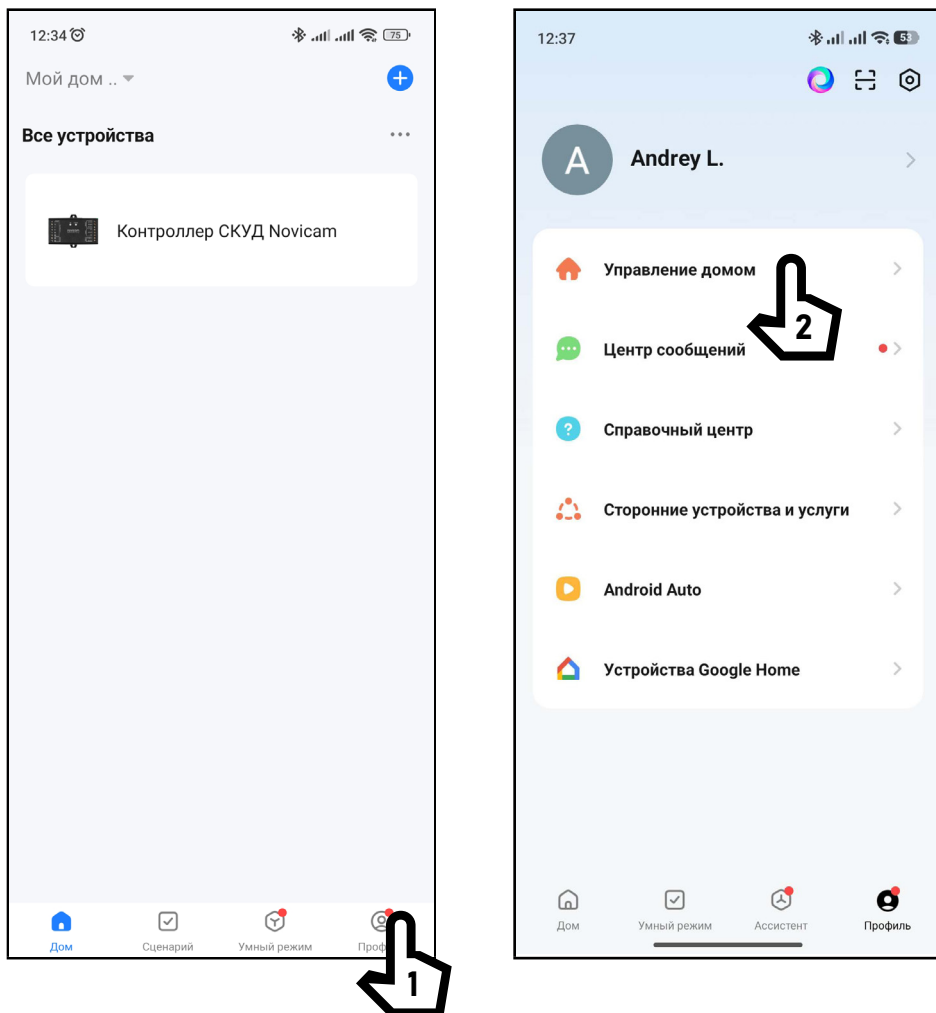 12:34
75
Мой дом ..
Все устройства
Контроллер СКУД Novicam
Дом
Сценарий
Умный режим
Проф
1
12:37
53
A
Andrey L.
Управление домом
2
Центр сообщений
Справочный центр
Сторонние устройства и услуги
Android Auto
Устройства Google Home
Дом
Умный режим
Ассистент
Профиль